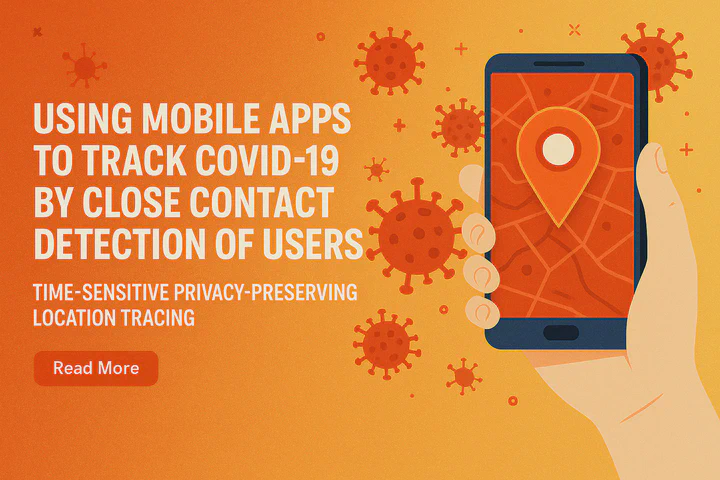 USING MOBILE APPS
TO TRACK COVID-19
BY CLOSE CONTACT
DETECTION OF USERS
TIME-SENSITIVE PRIVACY-PRESERVING
LOCATION TRACING
Read More